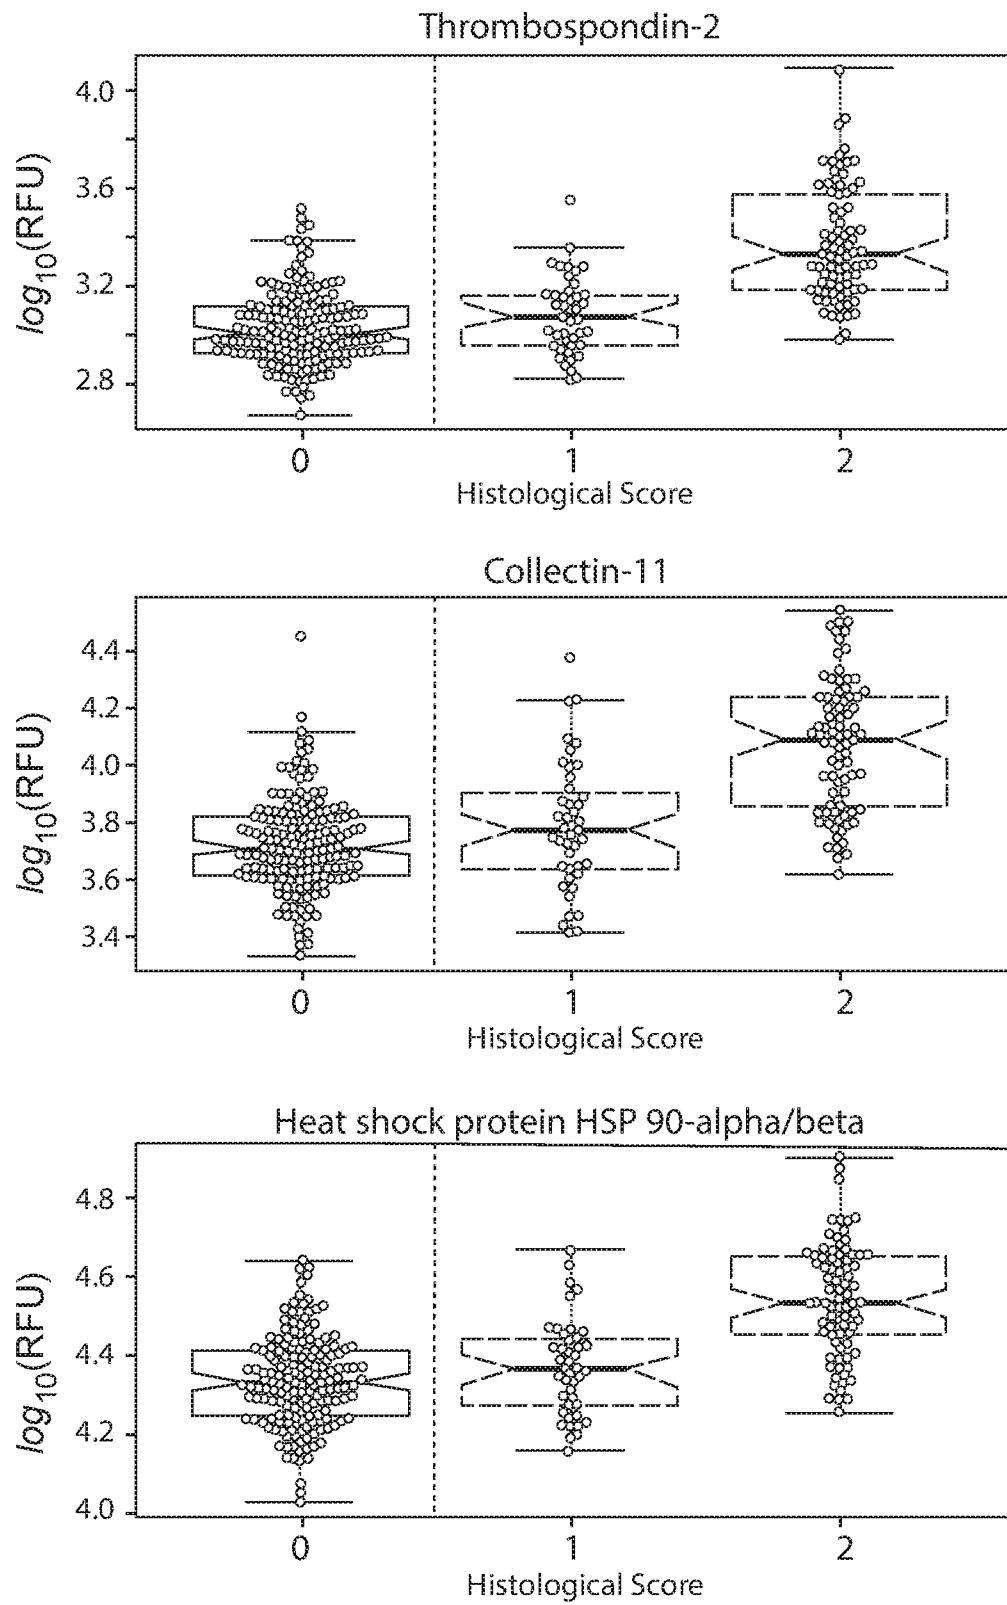 Thrombospondin-2
log10(RFU)
4.0
3.6
3.2
2.8
0 1 2
Histological Score
Collectin-11
log10(RFU)
4.4
4.2
4.0
3.8
3.6
3.4
0 1 2
Histological Score
Heat shock protein HSP 90-alpha/beta
log10(RFU)
4.8
4.6
4.4
4.2
4.0
0 1 2
Histological Score